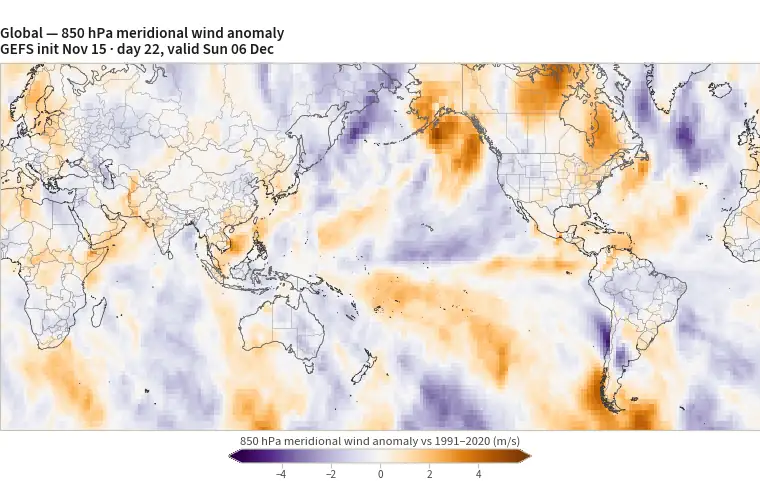 Global — 850 hPa meridional wind anomaly
GEFS init Nov 15 · day 22, valid Sun 06 Dec
850 hPa meridional wind anomaly vs 1991–2020 (m/s)
−4 −2 0 2 4